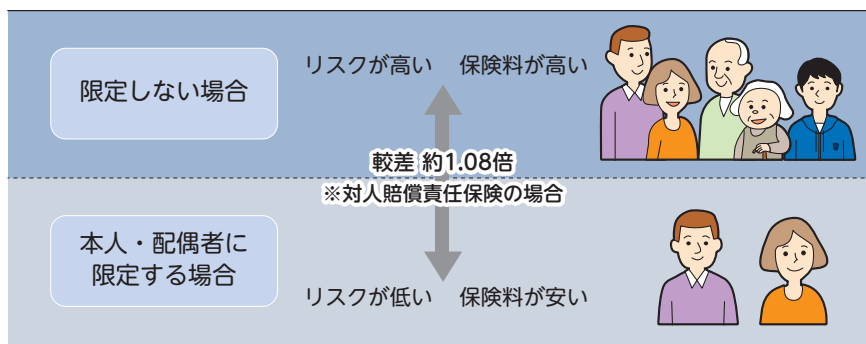 限定しない場合
リスクが高い 保険料が高い
較差 約1.08倍
※対人賠償責任保険の場合
本人・配偶者に
限定する場合
リスクが低い 保険料が安い